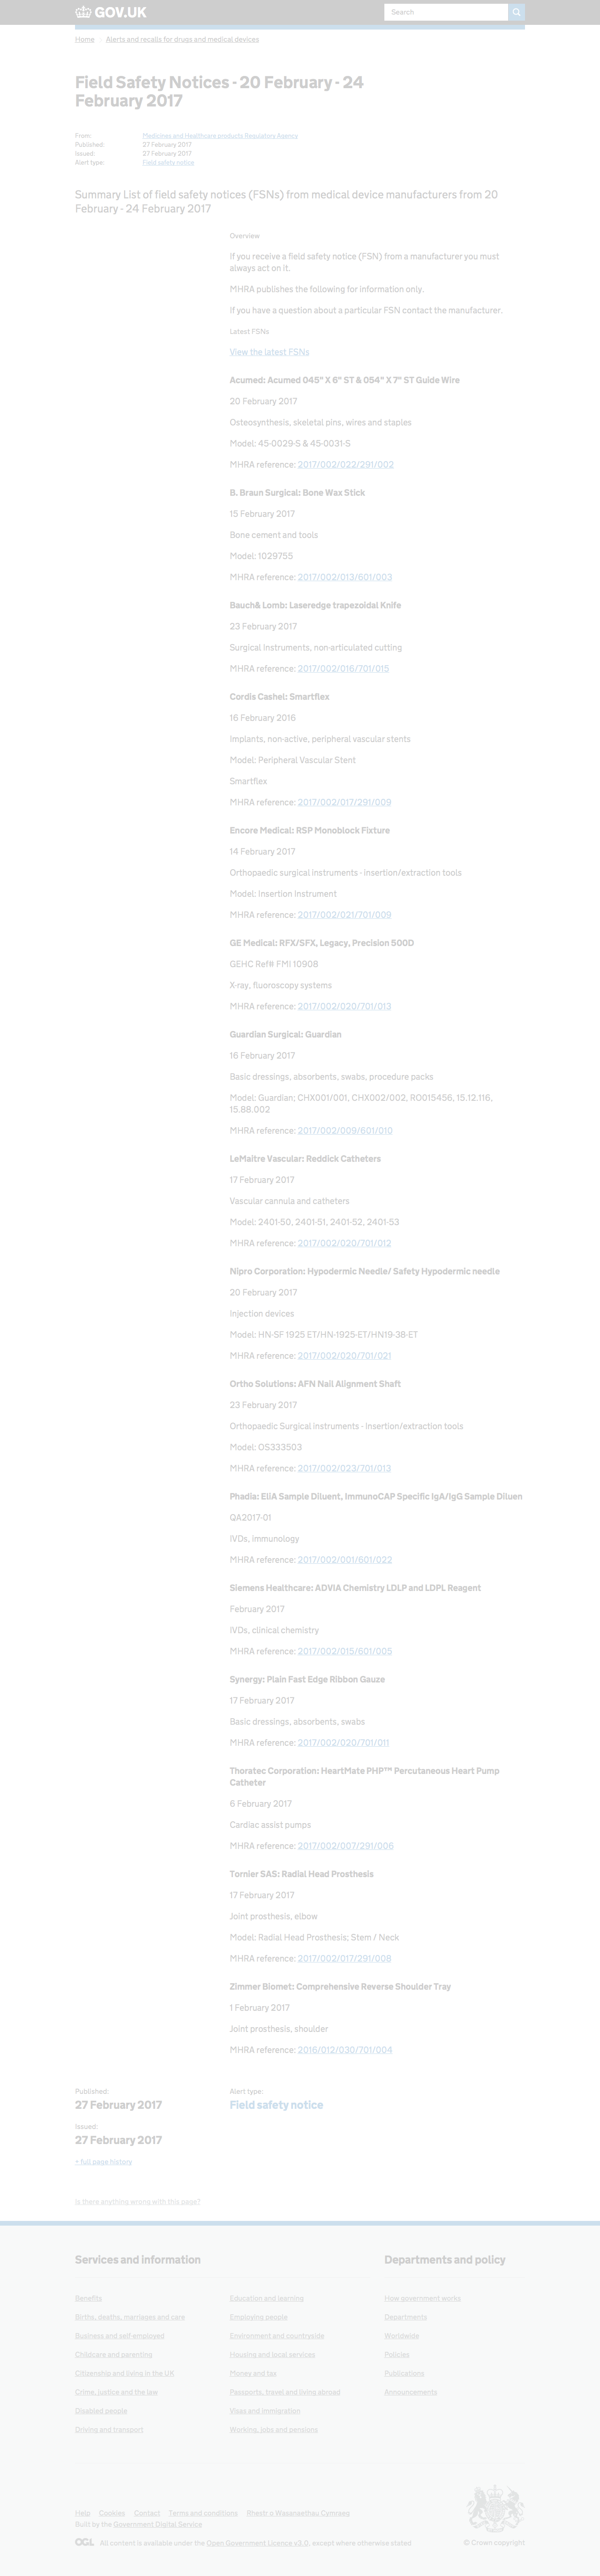 GOV.UK
Search
Home
Alerts and recalls for drugs and medical devices
Field Safety Notices - 20 February - 24
February 2017
From: Medicines and Healthcare products Regulatory Agency
Published: 27 February 2017
Issued: 27 February 2017
Alert type: Field safety notice
Summary List of field safety notices (FSNs) from medical device manufacturers from 20
February - 24 February 2017
Overview
If you receive a field safety notice (FSN) from a manufacturer you must
always act on it.
MHRA publishes the following for information only.
If you have a question about a particular FSN contact the manufacturer.
Latest FSNs
View the latest FSNs
Acumed: Acumed 045" X 6" ST & 054" X 7" ST Guide Wire
20 February 2017
Osteosynthesis, skeletal pins, wires and staples
Model: 45-0029-S & 45-0031-S
MHRA reference: 2017/002/022/291/002
B. Braun Surgical: Bone Wax Stick
15 February 2017
Bone cement and tools
Model: 1029755
MHRA reference: 2017/002/013/601/003
Bauch& Lomb: Laseredge trapezoidal Knife
23 February 2017
Surgical instruments, non-articulated cutting
MHRA reference: 2017/002/016/701/015
Cordis Cashel: Smartflex
16 February 2016
Implants, non-active, peripheral vascular stents
Model: Peripheral Vascular Stent
Smartflex
MHRA reference: 2017/002/017/291/009
Encore Medical: RSP Monoblock Fixture
14 February 2017
Orthopaedic surgical instruments - insertion/extraction tools
Model: Insertion Instrument
MHRA reference: 2017/002/021/701/009
GE Medical: RFX/SFX, Legacy, Precision 500D
GEHC Ref# FMI 10908
X-ray, fluoroscopy systems
MHRA reference: 2017/002/020/701/013
Guardian Surgical: Guardian
16 February 2017
Basic dressings, absorbents, swabs, procedure packs
Model: Guardian; CHX001/001, CHX002/002, RO015456, 15.12.116,
15.88.002
MHRA reference: 2017/002/009/601/010
LeMaitre Vascular: Reddick Catheters
17 February 2017
Vascular cannula and catheters
Model: 2401-50, 2401-51, 2401-52, 2401-53
MHRA reference: 2017/002/020/701/012
Nipro Corporation: Hypodermic Needle/ Safety Hypodermic needle
20 February 2017
Injection devices
Model: HN-SF 1925 ET/HN-1925-ET/HN19-38-ET
MHRA reference: 2017/002/020/701/021
Ortho Solutions: AFN Nail Alignment Shaft
23 February 2017
Orthopaedic Surgical instruments - Insertion/extraction tools
Model: OS333503
MHRA reference: 2017/002/023/701/013
Phadia: EliA Sample Diluent, ImmunoCAP Specific IgA/IgG Sample Diluen
QA2017-01
IVDs, immunology
MHRA reference: 2017/002/001/601/022
Siemens Healthcare: ADVIA Chemistry LDLP and LDPL Reagent
February 2017
IVDs, clinical chemistry
MHRA reference: 2017/002/015/601/005
Synergy: Plain Fast Edge Ribbon Gauze
17 February 2017
Basic dressings, absorbents, swabs
MHRA reference: 2017/002/020/701/011
Thoratec Corporation: HeartMate PHP™ Percutaneous Heart Pump
Catheter
6 February 2017
Cardiac assist pumps
MHRA reference: 2017/002/007/291/006
Tornier SAS: Radial Head Prosthesis
17 February 2017
Joint prosthesis, elbow
Model: Radial Head Prosthesis; Stem / Neck
MHRA reference: 2017/002/017/291/008
Zimmer Biomet: Comprehensive Reverse Shoulder Tray
1 February 2017
Joint prosthesis, shoulder
MHRA reference: 2016/012/030/701/004
Published:
27 February 2017
Issued:
27 February 2017
+ full page history
Alert type:
Field safety notice
Is there anything wrong with this page?
Services and information
Benefits
Births, deaths, marriages and care
Business and self-employed
Childcare and parenting
Citizenship and living in the UK
Crime, justice and the law
Disabled people
Driving and transport
Education and learning
Employing people
Environment and countryside
Housing and local services
Money and tax
Passports, travel and living abroad
Visas and immigration
Working, jobs and pensions
Departments and policy
How government works
Departments
Worldwide
Policies
Publications
Announcements
Help Cookies Contact Terms and conditions Rhestr o Wasanaethau Cymraeg
Built by the Government Digital Service
OGL All content is available under the Open Government Licence v3.0, except where otherwise stated
© Crown copyright